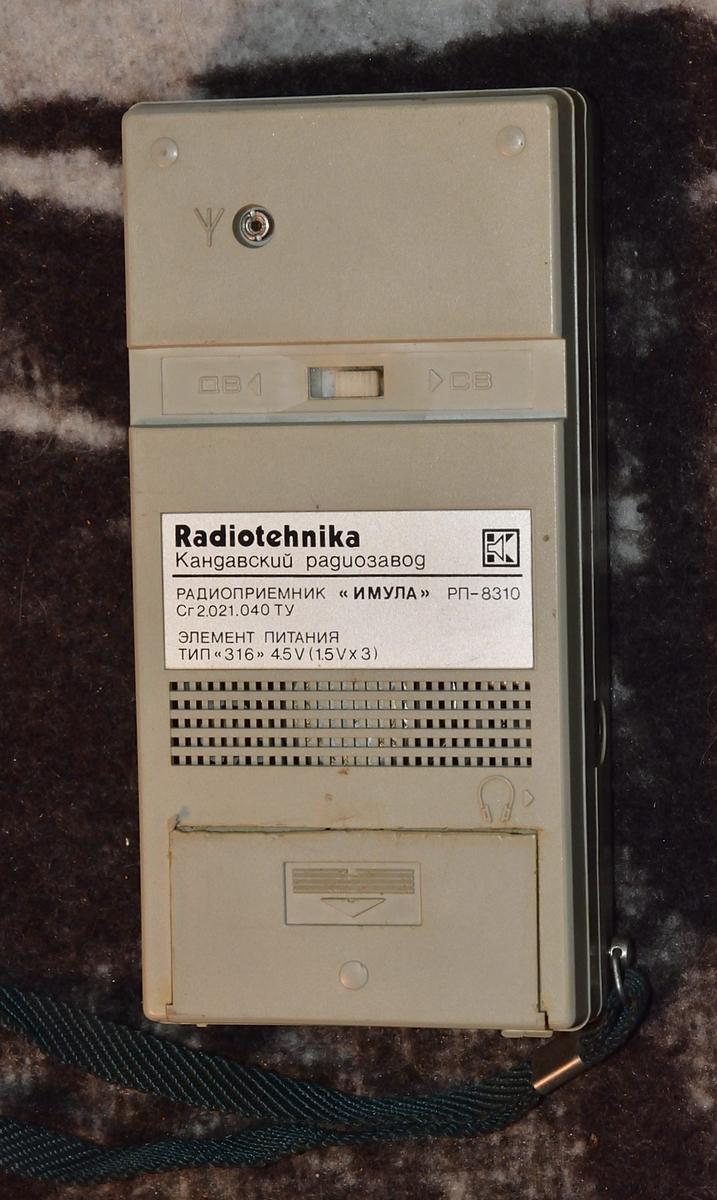 ДВ СВ
Radiotehnika
Кандавский радиозавод
РАДИОПРИЕМНИК «ИМУЛА» РП-8310
Сг2.021.040 ТУ
ЭЛЕМЕНТ ПИТАНИЯ
ТИП «316» 4.5V (1.5V x 3)